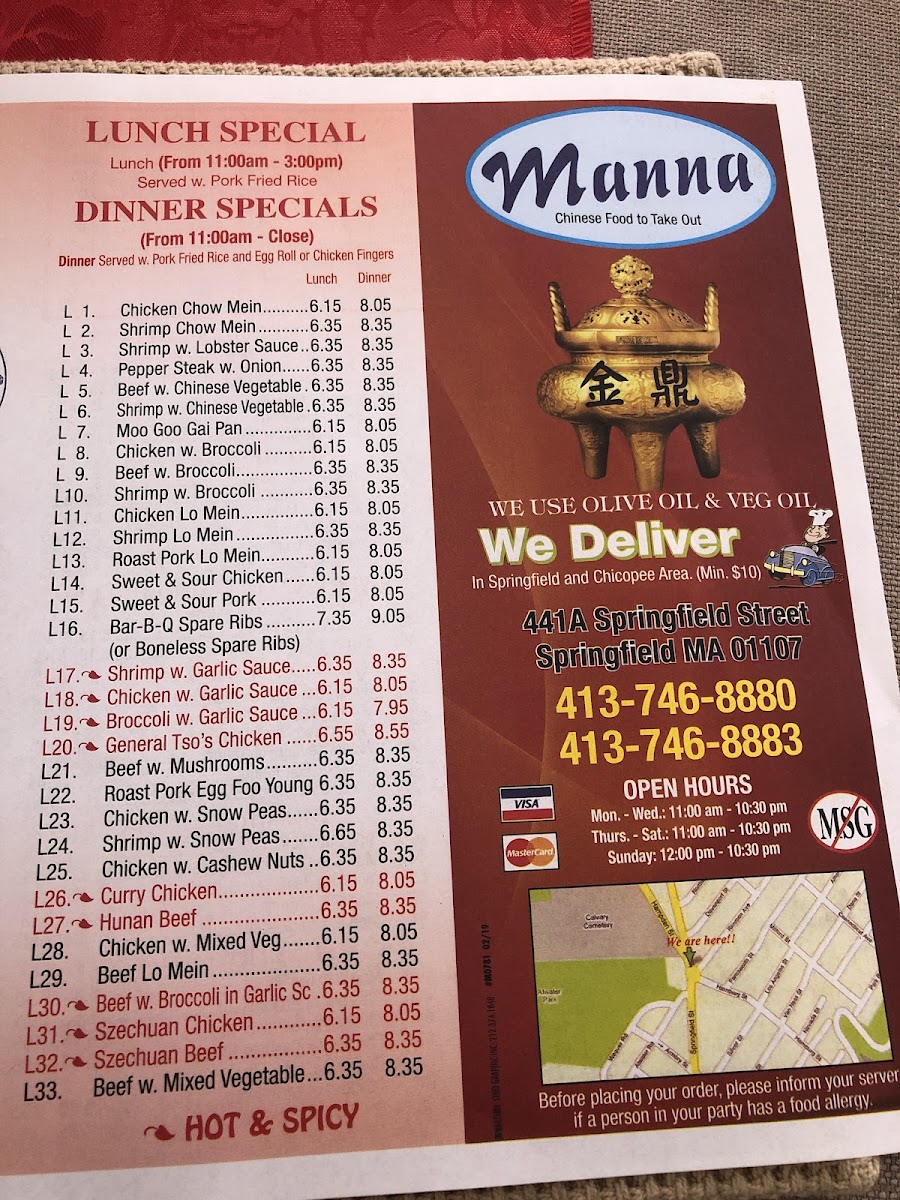 LUNCH SPECIAL
Lunch (From 11:00am - 3:00pm)
Served w. Pork Fried Rice
DINNER SPECIALS
(From 11:00am - Close)
Dinner Served w. Pork Fried Rice and Egg Roll or Chicken Fingers
Lunch Dinner
L 1. Chicken Chow Mein..........6.15 8.05
L 2. Shrimp Chow Mein...........6.35 8.35
L 3. Shrimp w. Lobster Sauce..6.35 8.35
L 4. Pepper Steak w. Onion......6.35 8.35
L 5. Beef w. Chinese Vegetable.6.35 8.35
L 6. Shrimp w. Chinese Vegetable.6.35 8.35
L 7. Moo Goo Gai Pan..............6.15 8.05
L 8. Chicken w. Broccoli..........6.15 8.05
L 9. Beef w. Broccoli................6.35 8.35
L10. Shrimp w. Broccoli...........6.35 8.35
L11. Chicken Lo Mein...............6.15 8.05
L12. Shrimp Lo Mein................6.35 8.35
L13. Roast Pork Lo Mein...........6.15 8.05
L14. Sweet & Sour Chicken......6.15 8.05
L15. Sweet & Sour Pork...........6.15 8.05
L16. Bar-B-Q Spare Ribs..........7.35 9.05
(or Boneless Spare Ribs)
L17. Shrimp w. Garlic Sauce.....6.35 8.35
L18. Chicken w. Garlic Sauce...6.15 8.05
L19. Broccoli w. Garlic Sauce...6.15 7.95
L20. General Tso's Chicken......6.55 8.55
L21. Beef w. Mushrooms..........6.35 8.35
L22. Roast Pork Egg Foo Young 6.35 8.35
L23. Chicken w. Snow Peas......6.35 8.35
L24. Shrimp w. Snow Peas.......6.65 8.35
L25. Chicken w. Cashew Nuts..6.35 8.35
L26. Curry Chicken...................6.15 8.05
L27. Hunan Beef......................6.35 8.35
L28. Chicken w. Mixed Veg.......6.15 8.05
L29. Beef Lo Mein....................6.35 8.35
L30. Beef w. Broccoli in Garlic Sc.6.35 8.35
L31. Szechuan Chicken............6.15 8.05
L32. Szechuan Beef.................6.35 8.35
L33. Beef w. Mixed Vegetable...6.35 8.35
HOT & SPICY
Manna
Chinese Food to Take Out
金鼎
WE USE OLIVE OIL & VEG OIL
We Deliver
In Springfield and Chicopee Area. (Min. $10)
441A Springfield Street
Springfield MA 01107
413-746-8880
413-746-8883
OPEN HOURS
Mon. - Wed.: 11:00 am - 10:30 pm
Thurs. - Sat.: 11:00 am - 10:30 pm
Sunday: 12:00 pm - 10:30 pm
VISA
MasterCard
MSG
Calvary
Cemetery
We are here!!
Atwater
Park
Springfield St
#M0781 02/19
Before placing your order, please inform your server
if a person in your party has a food allergy.